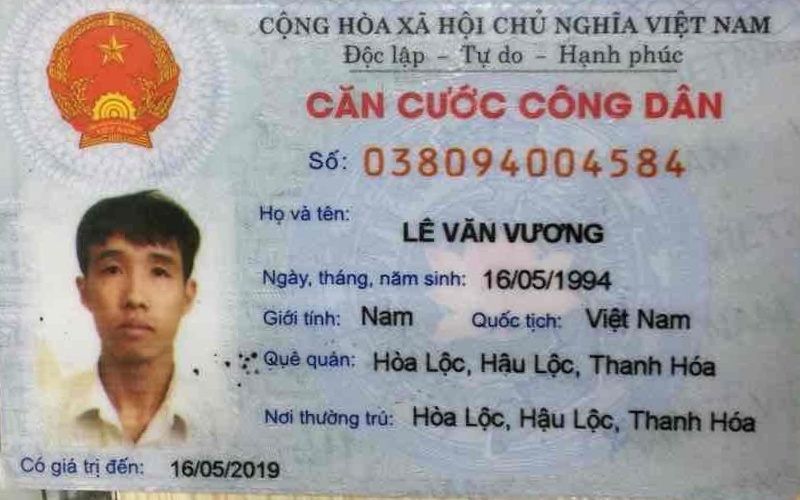 CỘNG HÒA XÃ HỘI CHỦ NGHĨA VIỆT NAM
Độc lập - Tự do - Hạnh phúc
CĂN CƯỚC CÔNG DÂN
Số: 038094004584
Họ và tên:
LÊ VĂN VƯƠNG
Ngày, tháng, năm sinh: 16/05/1994
Giới tính: Nam Quốc tịch: Việt Nam
Quê quán: Hòa Lộc, Hậu Lộc, Thanh Hóa
Nơi thường trú: Hòa Lộc, Hậu Lộc, Thanh Hóa
Có giá trị đến: 16/05/2019